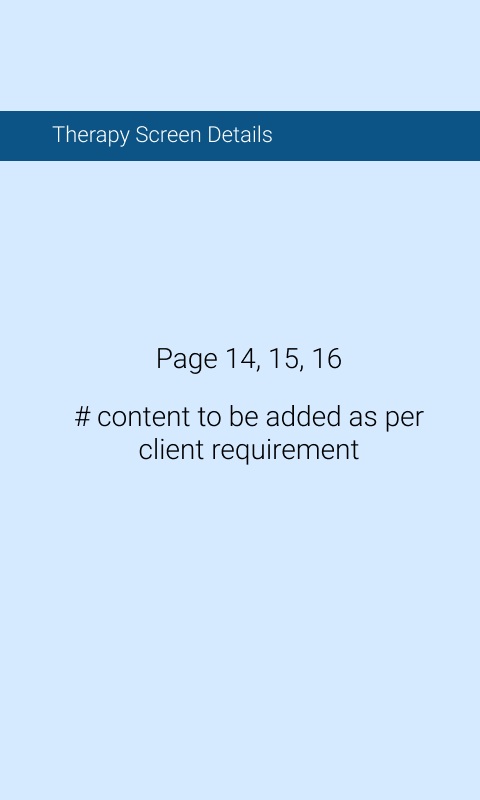 Therapy Screen Details
Page 14, 15, 16
# content to be added as per
client requirement